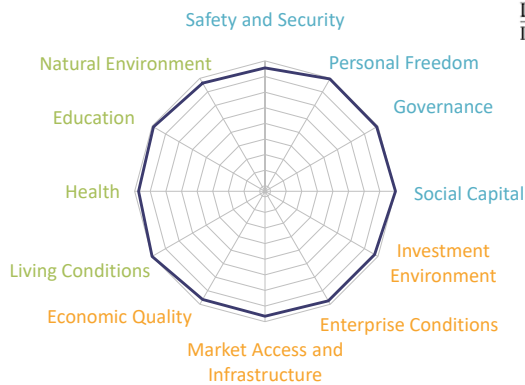 Safety and Security
Natural Environment
Personal Freedom
Education
Governance
Health
Social Capital
Investment
Environment
Living Conditions
Economic Quality
Enterprise Conditions
Market Access and
Infrastructure